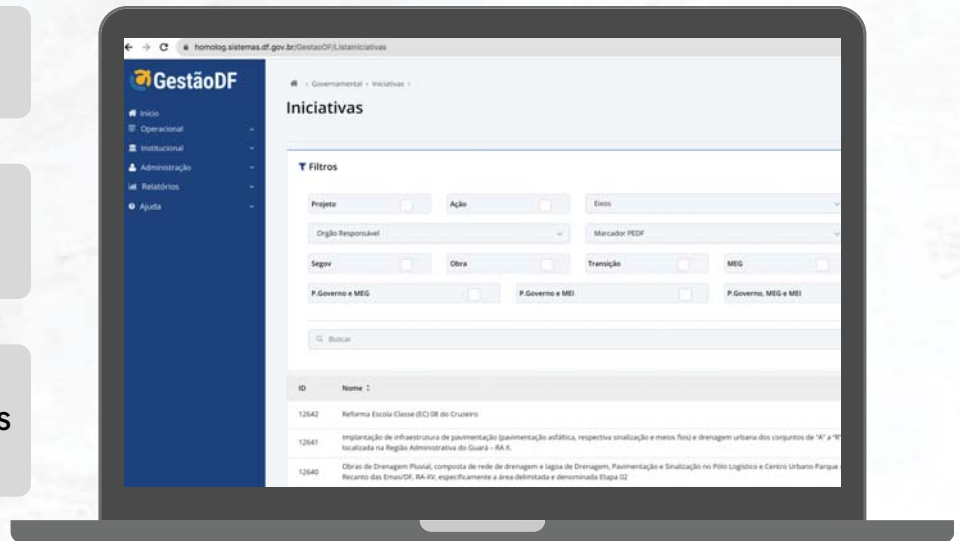 homolog.sistemas.df.gov.br/GestaoDF/ListaIniciativas
GestãoDF
Início
Operacional
Institucional
Administração
Relatórios
Ajuda
Governamental › Iniciativas ›
Iniciativas
Filtros
Projeto Ação Eixos
Orgão Responsável Marcador PEDF
Segov Obra Transição MEG
P.Governo e MEG P.Governo e MEI P.Governo, MEG e MEI
Buscar
ID Nome
12642 Reforma Escola Classe (EC) 08 do Cruzeiro
12641 Implantação de infraestrutura de pavimentação (pavimentação asfáltica, respectiva sinalização e meios fios) e drenagem urbana dos conjuntos de "A" a "R"
localizada na Região Administrativa do Guará – RA X.
12640 Obras de Drenagem Pluvial, composta de rede de drenagem e lagoa de Drenagem, Pavimentação e Sinalização no Pólo Logístico e Centro Urbano Parque
Recanto das Emas/DF, RA-XV, especificamente a área delimitada e denominada Etapa 02
s